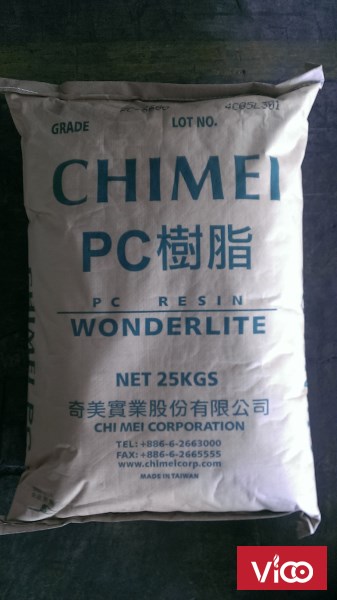 GRADE LOT NO.
CHIMEI
PC樹脂
PC RESIN
WONDERLITE
NET 25KGS
奇美實業股份有限公司
CHI MEI CORPORATION
TEL: +886-6-2663000
FAX: +886-6-2665555
www.chimeicorp.com
MADE IN TAIWAN
Vico